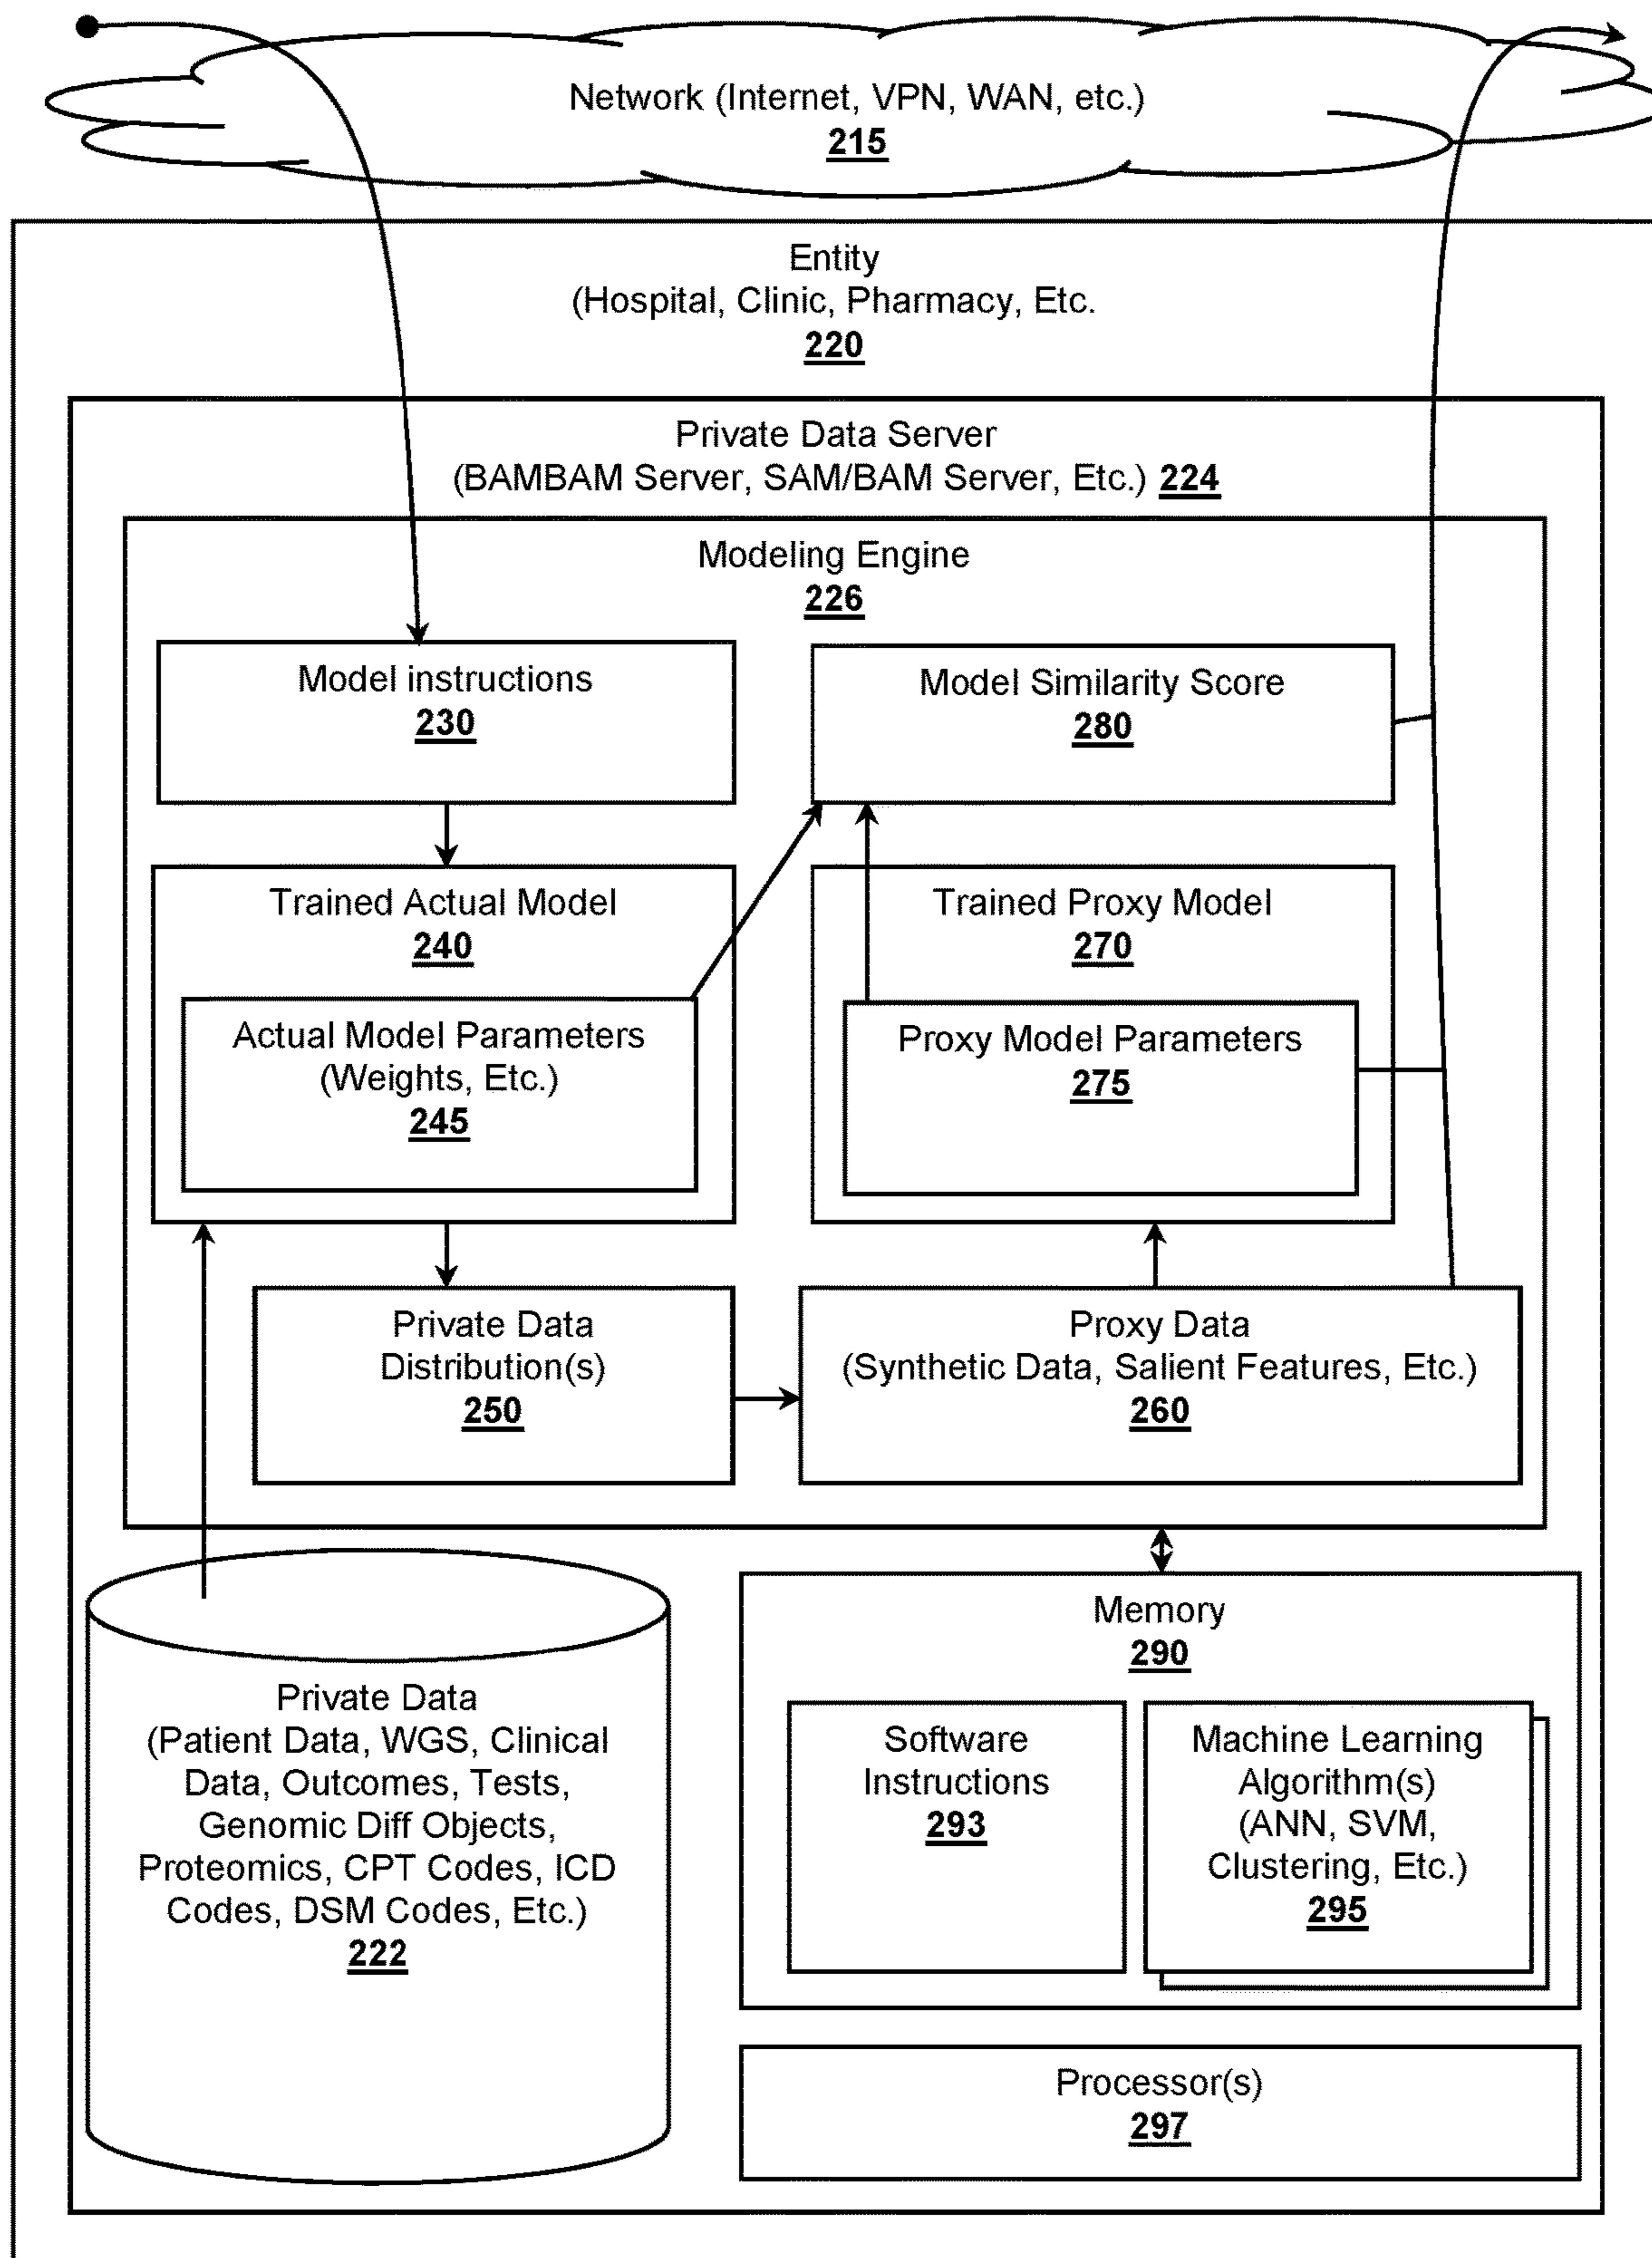 Network (Internet, VPN, WAN, etc.)
215
Entity
(Hospital, Clinic, Pharmacy, Etc.
220
Private Data Server
(BAMBAM Server, SAM/BAM Server, Etc.) 224
Modeling Engine
226
Model instructions
230
Model Similarity Score
280
Trained Actual Model
240
Actual Model Parameters
(Weights, Etc.)
245
Trained Proxy Model
270
Proxy Model Parameters
275
Private Data
Distribution(s)
250
Proxy Data
(Synthetic Data, Salient Features, Etc.)
260
Private Data
(Patient Data, WGS, Clinical
Data, Outcomes, Tests,
Genomic Diff Objects,
Proteomics, CPT Codes, ICD
Codes, DSM Codes, Etc.)
222
Memory
290
Software
Instructions
293
Machine Learning
Algorithm(s)
(ANN, SVM,
Clustering, Etc.)
295
Processor(s)
297